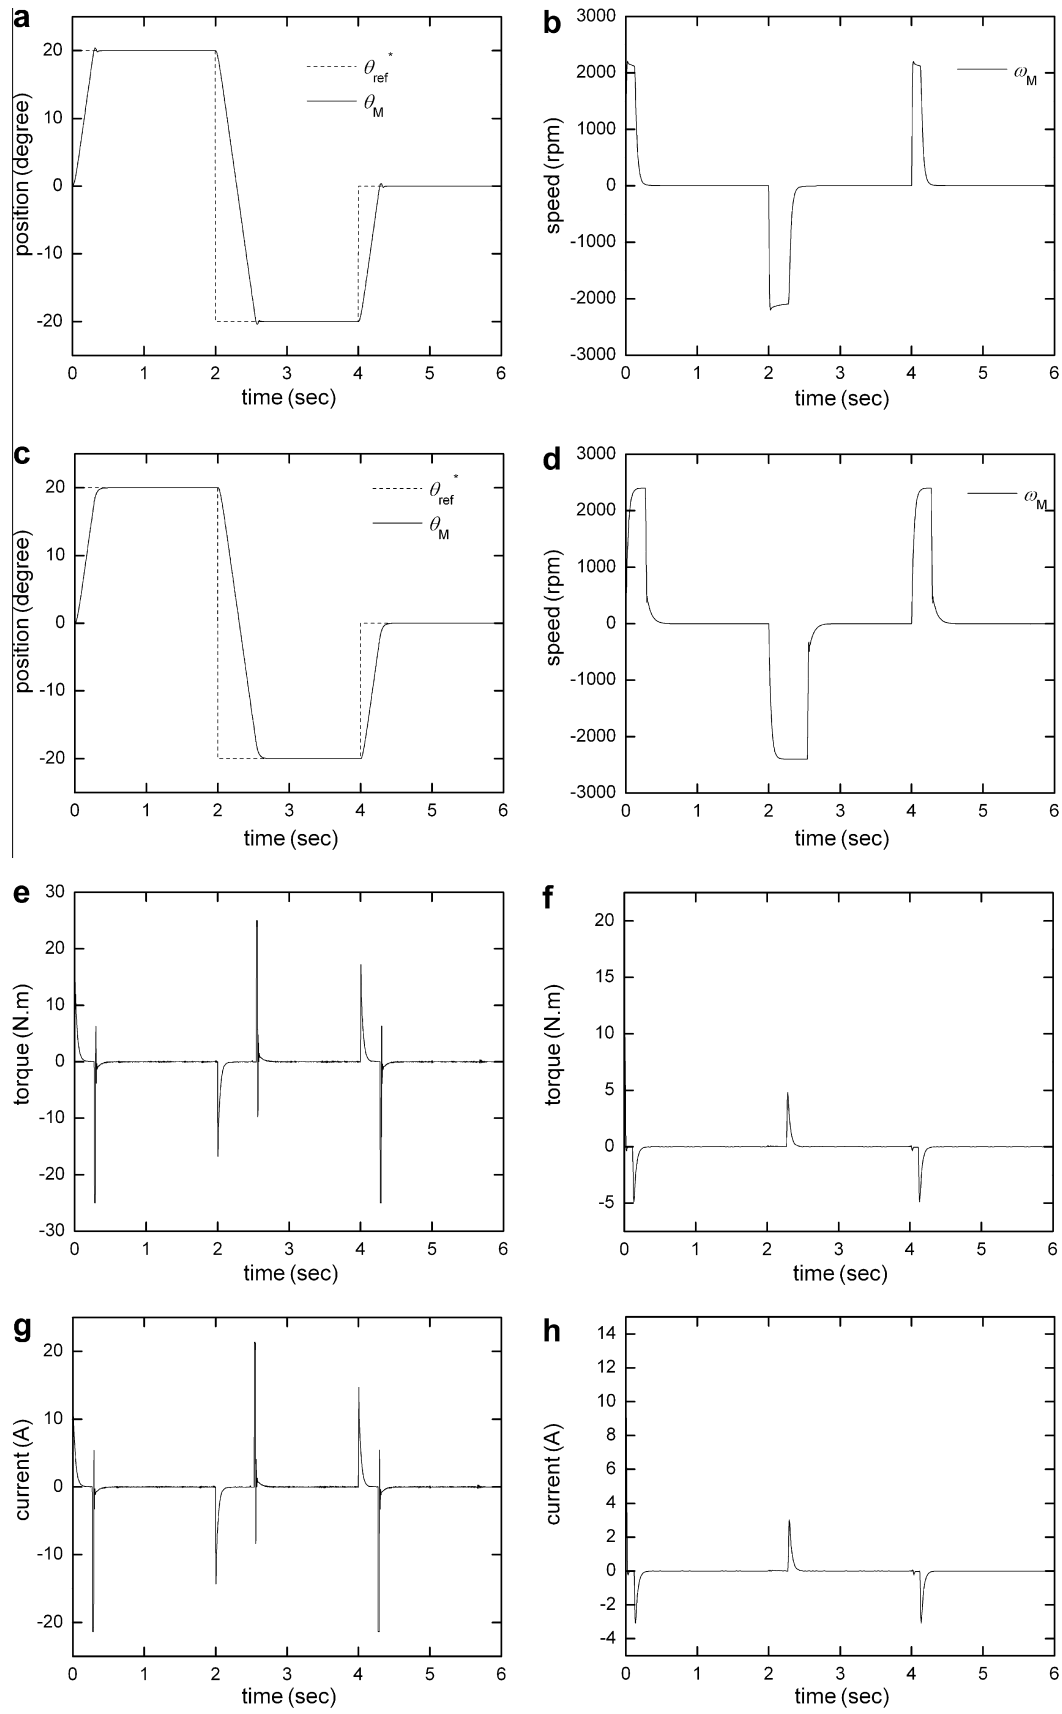 a
position (degree)
20
10
0
-10
-20
θref*
θM
0 1 2 3 4 5 6
time (sec)
b
speed (rpm)
3000
2000
1000
0
-1000
-2000
-3000
ωM
0 1 2 3 4 5 6
time (sec)
c
position (degree)
20
10
0
-10
-20
θref*
θM
0 1 2 3 4 5 6
time (sec)
d
speed (rpm)
3000
2000
1000
0
-1000
-2000
-3000
ωM
0 1 2 3 4 5 6
time (sec)
e
torque (N.m)
30
20
10
0
-10
-20
-30
0 1 2 3 4 5 6
time (sec)
f
torque (N.m)
20
15
10
5
0
-5
0 1 2 3 4 5 6
time (sec)
g
current (A)
20
10
0
-10
-20
0 1 2 3 4 5 6
time (sec)
h
current (A)
14
12
10
8
6
4
2
0
-2
-4
0 1 2 3 4 5 6
time (sec)